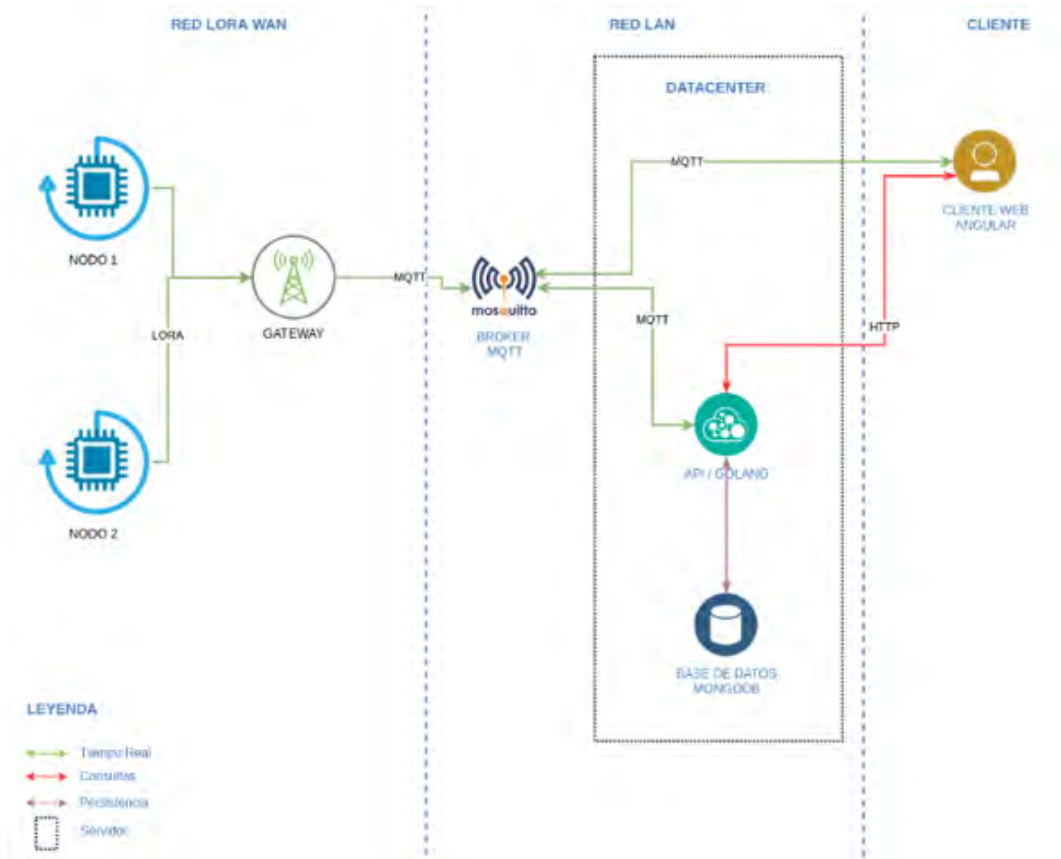 RED LORA WAN
RED LAN
CLIENTE
DATACENTER
MQTT
CLIENTE WEB
ANGULAR
NODO 1
MQTT
mosquitto
GATEWAY
BROKER
MQTT
MQTT
LORA
HTTP
API / GOLANG
NODO 2
BASE DE DATOS
MONGODB
LEYENDA
Tiempo Real
Consultas
Persistencia
Servidor